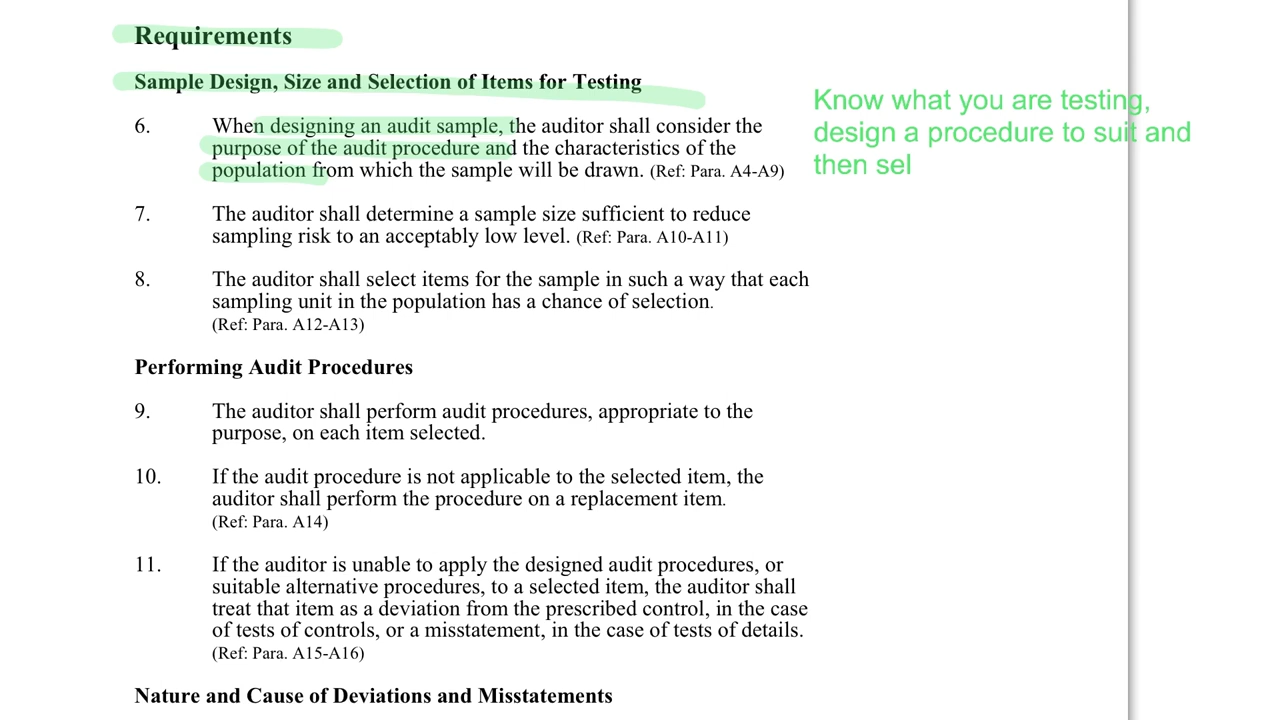 Requirements
Sample Design, Size and Selection of Items for Testing
6. When designing an audit sample, the auditor shall consider the
purpose of the audit procedure and the characteristics of the
population from which the sample will be drawn. (Ref: Para. A4-A9)
Know what you are testing,
design a procedure to suit and
then sel
7. The auditor shall determine a sample size sufficient to reduce
sampling risk to an acceptably low level. (Ref: Para. A10-A11)
8. The auditor shall select items for the sample in such a way that each
sampling unit in the population has a chance of selection.
(Ref: Para. A12-A13)
Performing Audit Procedures
9. The auditor shall perform audit procedures, appropriate to the
purpose, on each item selected.
10. If the audit procedure is not applicable to the selected item, the
auditor shall perform the procedure on a replacement item.
(Ref: Para. A14)
11. If the auditor is unable to apply the designed audit procedures, or
suitable alternative procedures, to a selected item, the auditor shall
treat that item as a deviation from the prescribed control, in the case
of tests of controls, or a misstatement, in the case of tests of details.
(Ref: Para. A15-A16)
Nature and Cause of Deviations and Misstatements